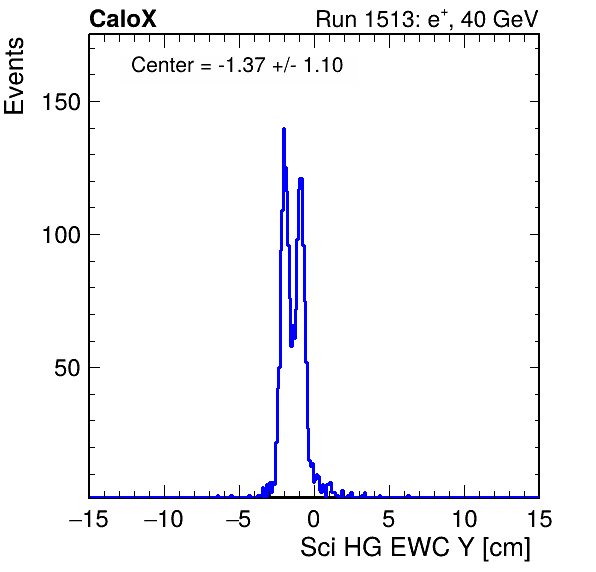 CaloX Run 1513: e+, 40 GeV
Center = -1.37 +/- 1.10
Events
150
100
50
−15 −10 −5 0 5 10 15
Sci HG EWC Y [cm]